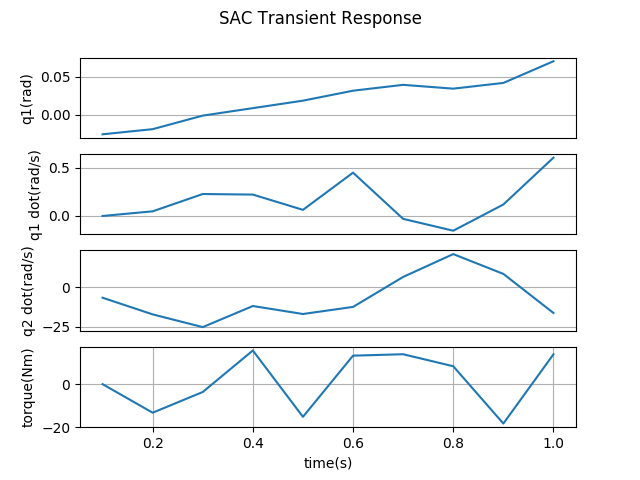 SAC Transient Response
q1(rad)
0.05
0.00
q1 dot(rad/s)
0.5
0.0
q2 dot(rad/s)
0
−25
torque(Nm)
0
−20
0.2 0.4 0.6 0.8 1.0
time(s)